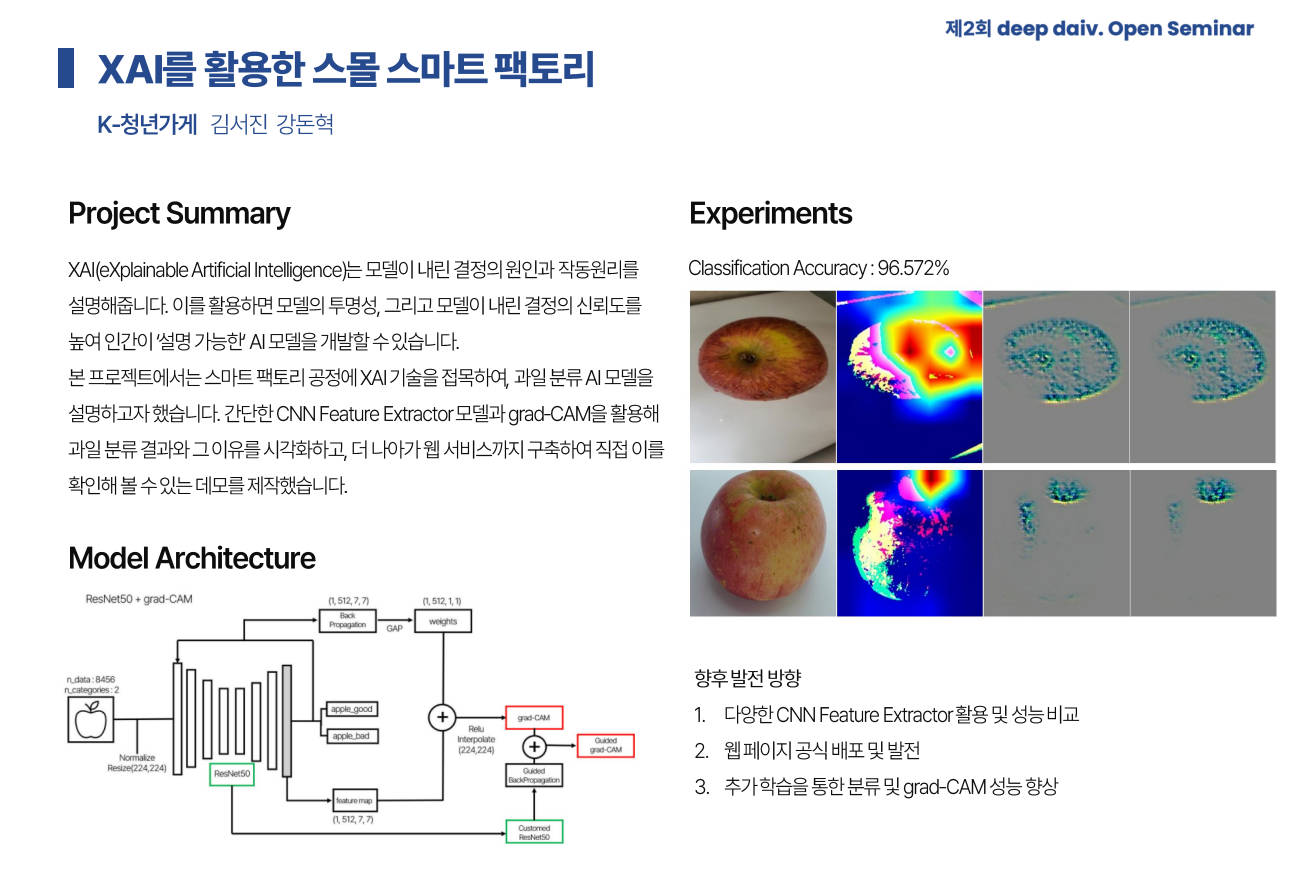 제2회 deep daiv. Open Seminar
XAI를 활용한 스몰 스마트 팩토리
K-청년가게 김서진 강돈혁
Project Summary
XAI(eXplainable Artificial Intelligence)는 모델이 내린 결정의 원인과 작동원리를
설명해줍니다. 이를 활용하면 모델의 투명성, 그리고 모델이 내린 결정의 신뢰도를
높여 인간이 ‘설명 가능한’ AI 모델을 개발할 수 있습니다.
본 프로젝트에서는 스마트 팩토리 공정에 XAI 기술을 접목하여, 과일 분류 AI 모델을
설명하고자 했습니다. 간단한 CNN Feature Extractor 모델과 grad-CAM을 활용해
과일 분류 결과와 그 이유를 시각화하고, 더 나아가 웹 서비스까지 구축하여 직접 이를
확인해 볼 수 있는 데모를 제작했습니다.
Model Architecture
ResNet50 + grad-CAM
(1, 512, 7, 7)
(1, 512, 1, 1)
Back
Propagation
GAP
weights
n_data : 8456
n_categories : 2
Normalize
Resize(224,224)
ResNet50
apple_good
apple_bad
feature map
(1, 512, 7, 7)
+
Relu
Interpolate
(224,224)
grad-CAM
+
Guided
grad-CAM
Guided
BackPropagation
Customed
ResNet50
Experiments
Classification Accuracy : 96.572%
향후 발전 방향
1. 다양한 CNN Feature Extractor 활용 및 성능 비교
2. 웹 페이지 공식 배포 및 발전
3. 추가 학습을 통한 분류 및 grad-CAM 성능 향상